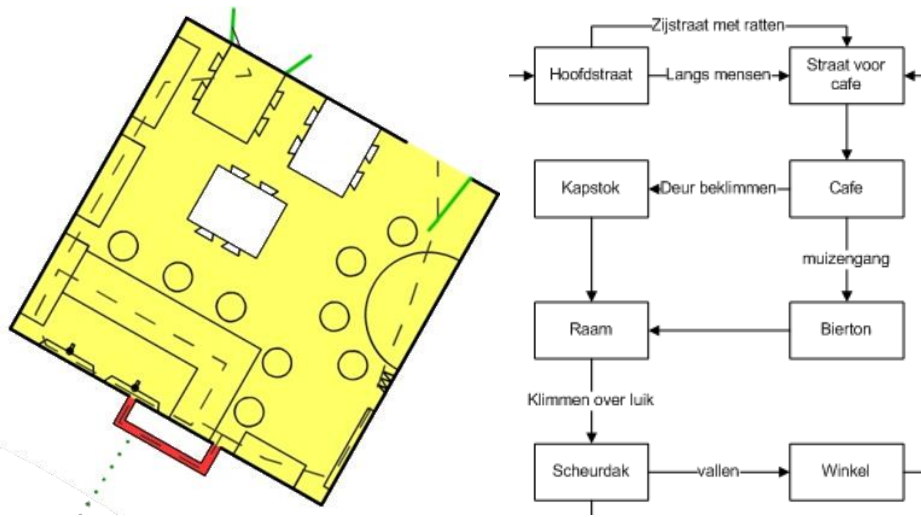 Zijstraat met ratten
Hoofdstraat
Langs mensen
Straat voor
cafe
Kapstok
Deur beklimmen
Cafe
muizengang
Raam
Bierton
Klimmen over luik
Scheurdak
vallen
Winkel